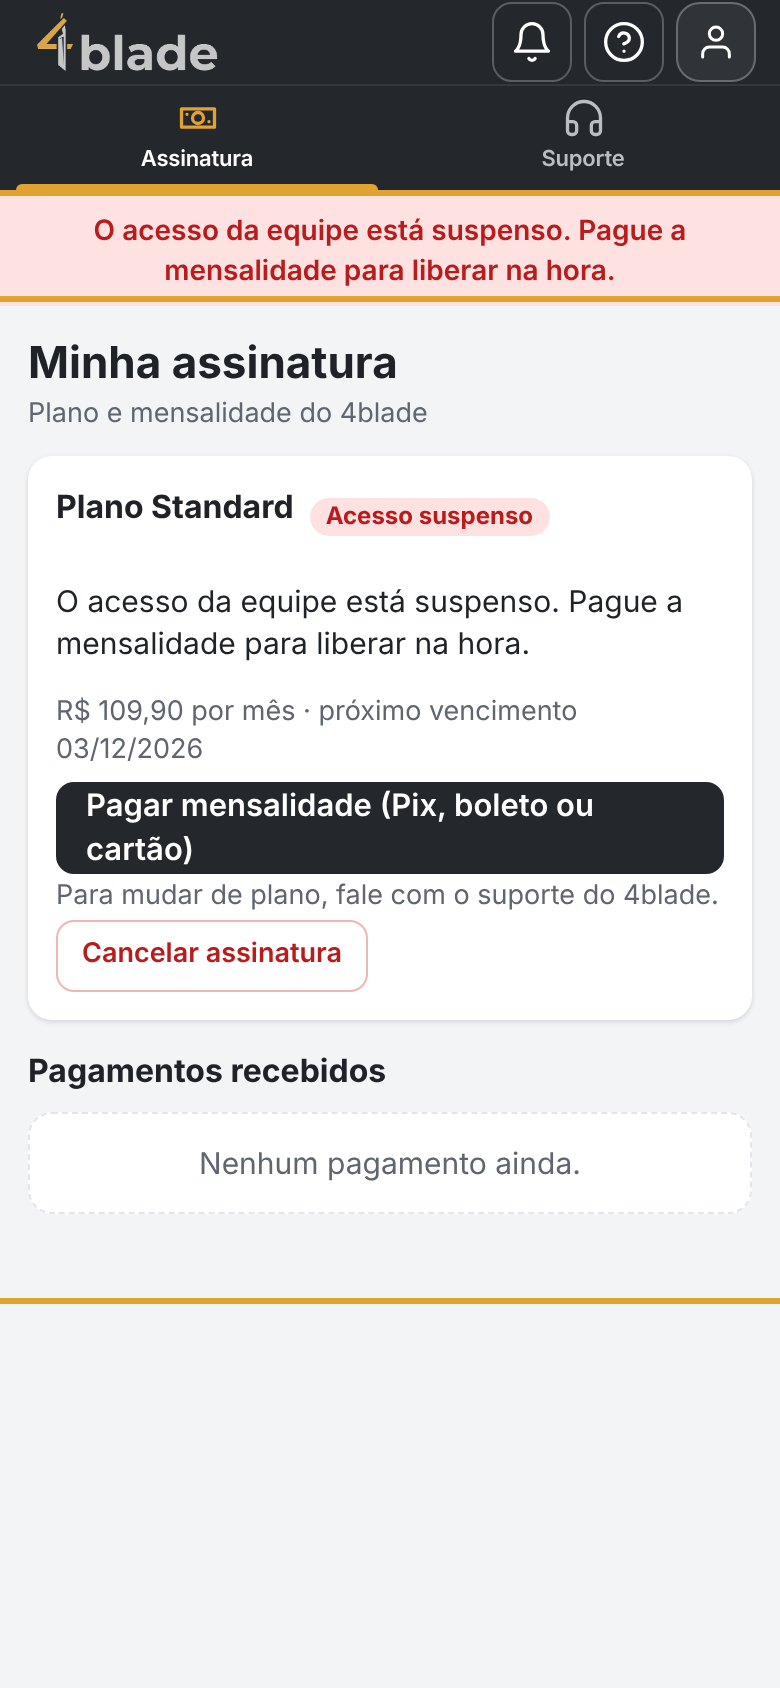 4blade
Assinatura
Suporte
O acesso da equipe está suspenso. Pague a
mensalidade para liberar na hora.
Minha assinatura
Plano e mensalidade do 4blade
Plano Standard
Acesso suspenso
O acesso da equipe está suspenso. Pague a
mensalidade para liberar na hora.
R$ 109,90 por mês · próximo vencimento
03/12/2026
Pagar mensalidade (Pix, boleto ou
cartão)
Para mudar de plano, fale com o suporte do 4blade.
Cancelar assinatura
Pagamentos recebidos
Nenhum pagamento ainda.